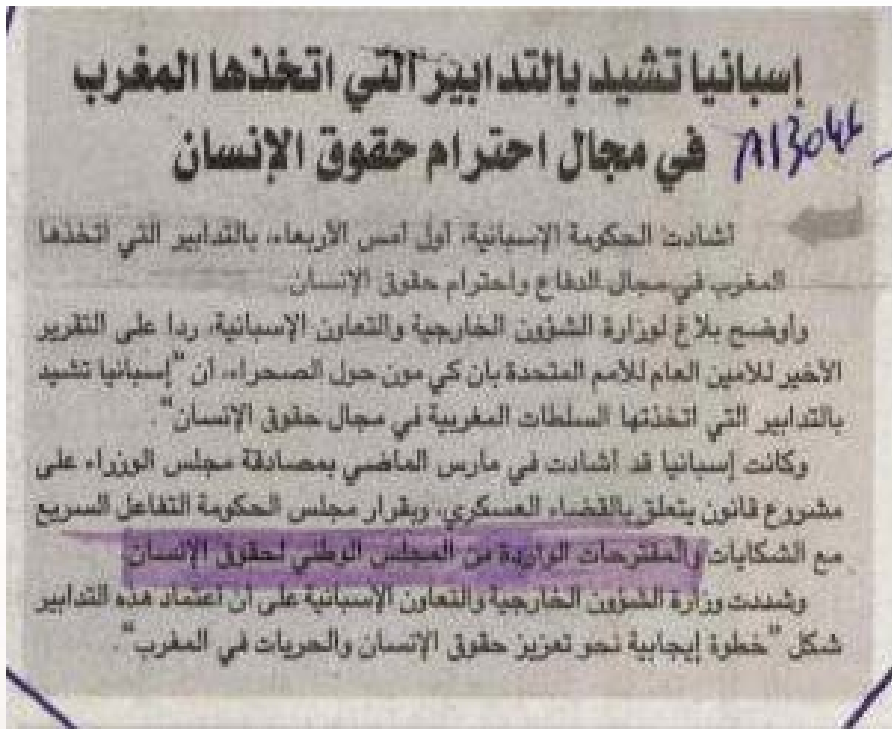 إسبانيا تشيد بالتدابير التي اتخذها المغرب
في مجال احترام حقوق الإنسان
أشادت الحكومة الإسبانية، أول أمس الأربعاء، بالتدابير التي اتخذها
المغرب في مجال الدفاع واحترام حقوق الإنسان.
وأوضح بلاغ لوزارة الشؤون الخارجية والتعاون الإسبانية، ردا على التقرير
الأخير للأمين العام للأمم المتحدة بان كي مون حول الصحراء، أن "إسبانيا تشيد
بالتدابير التي اتخذتها السلطات المغربية في مجال حقوق الإنسان".
وكانت إسبانيا قد أشادت في مارس الماضي بمصادقة مجلس الوزراء على
مشروع قانون يتعلق بالقضاء العسكري، وبقرار مجلس الحكومة التفاعل السريع
مع الشكايات والمقترحات الواردة من المجلس الوطني لحقوق الإنسان
وشددت وزارة الشؤون الخارجية والتعاون الإسبانية على أن اعتماد هذه التدابير
شكل "خطوة إيجابية نحو تعزيز حقوق الإنسان والحريات في المغرب".